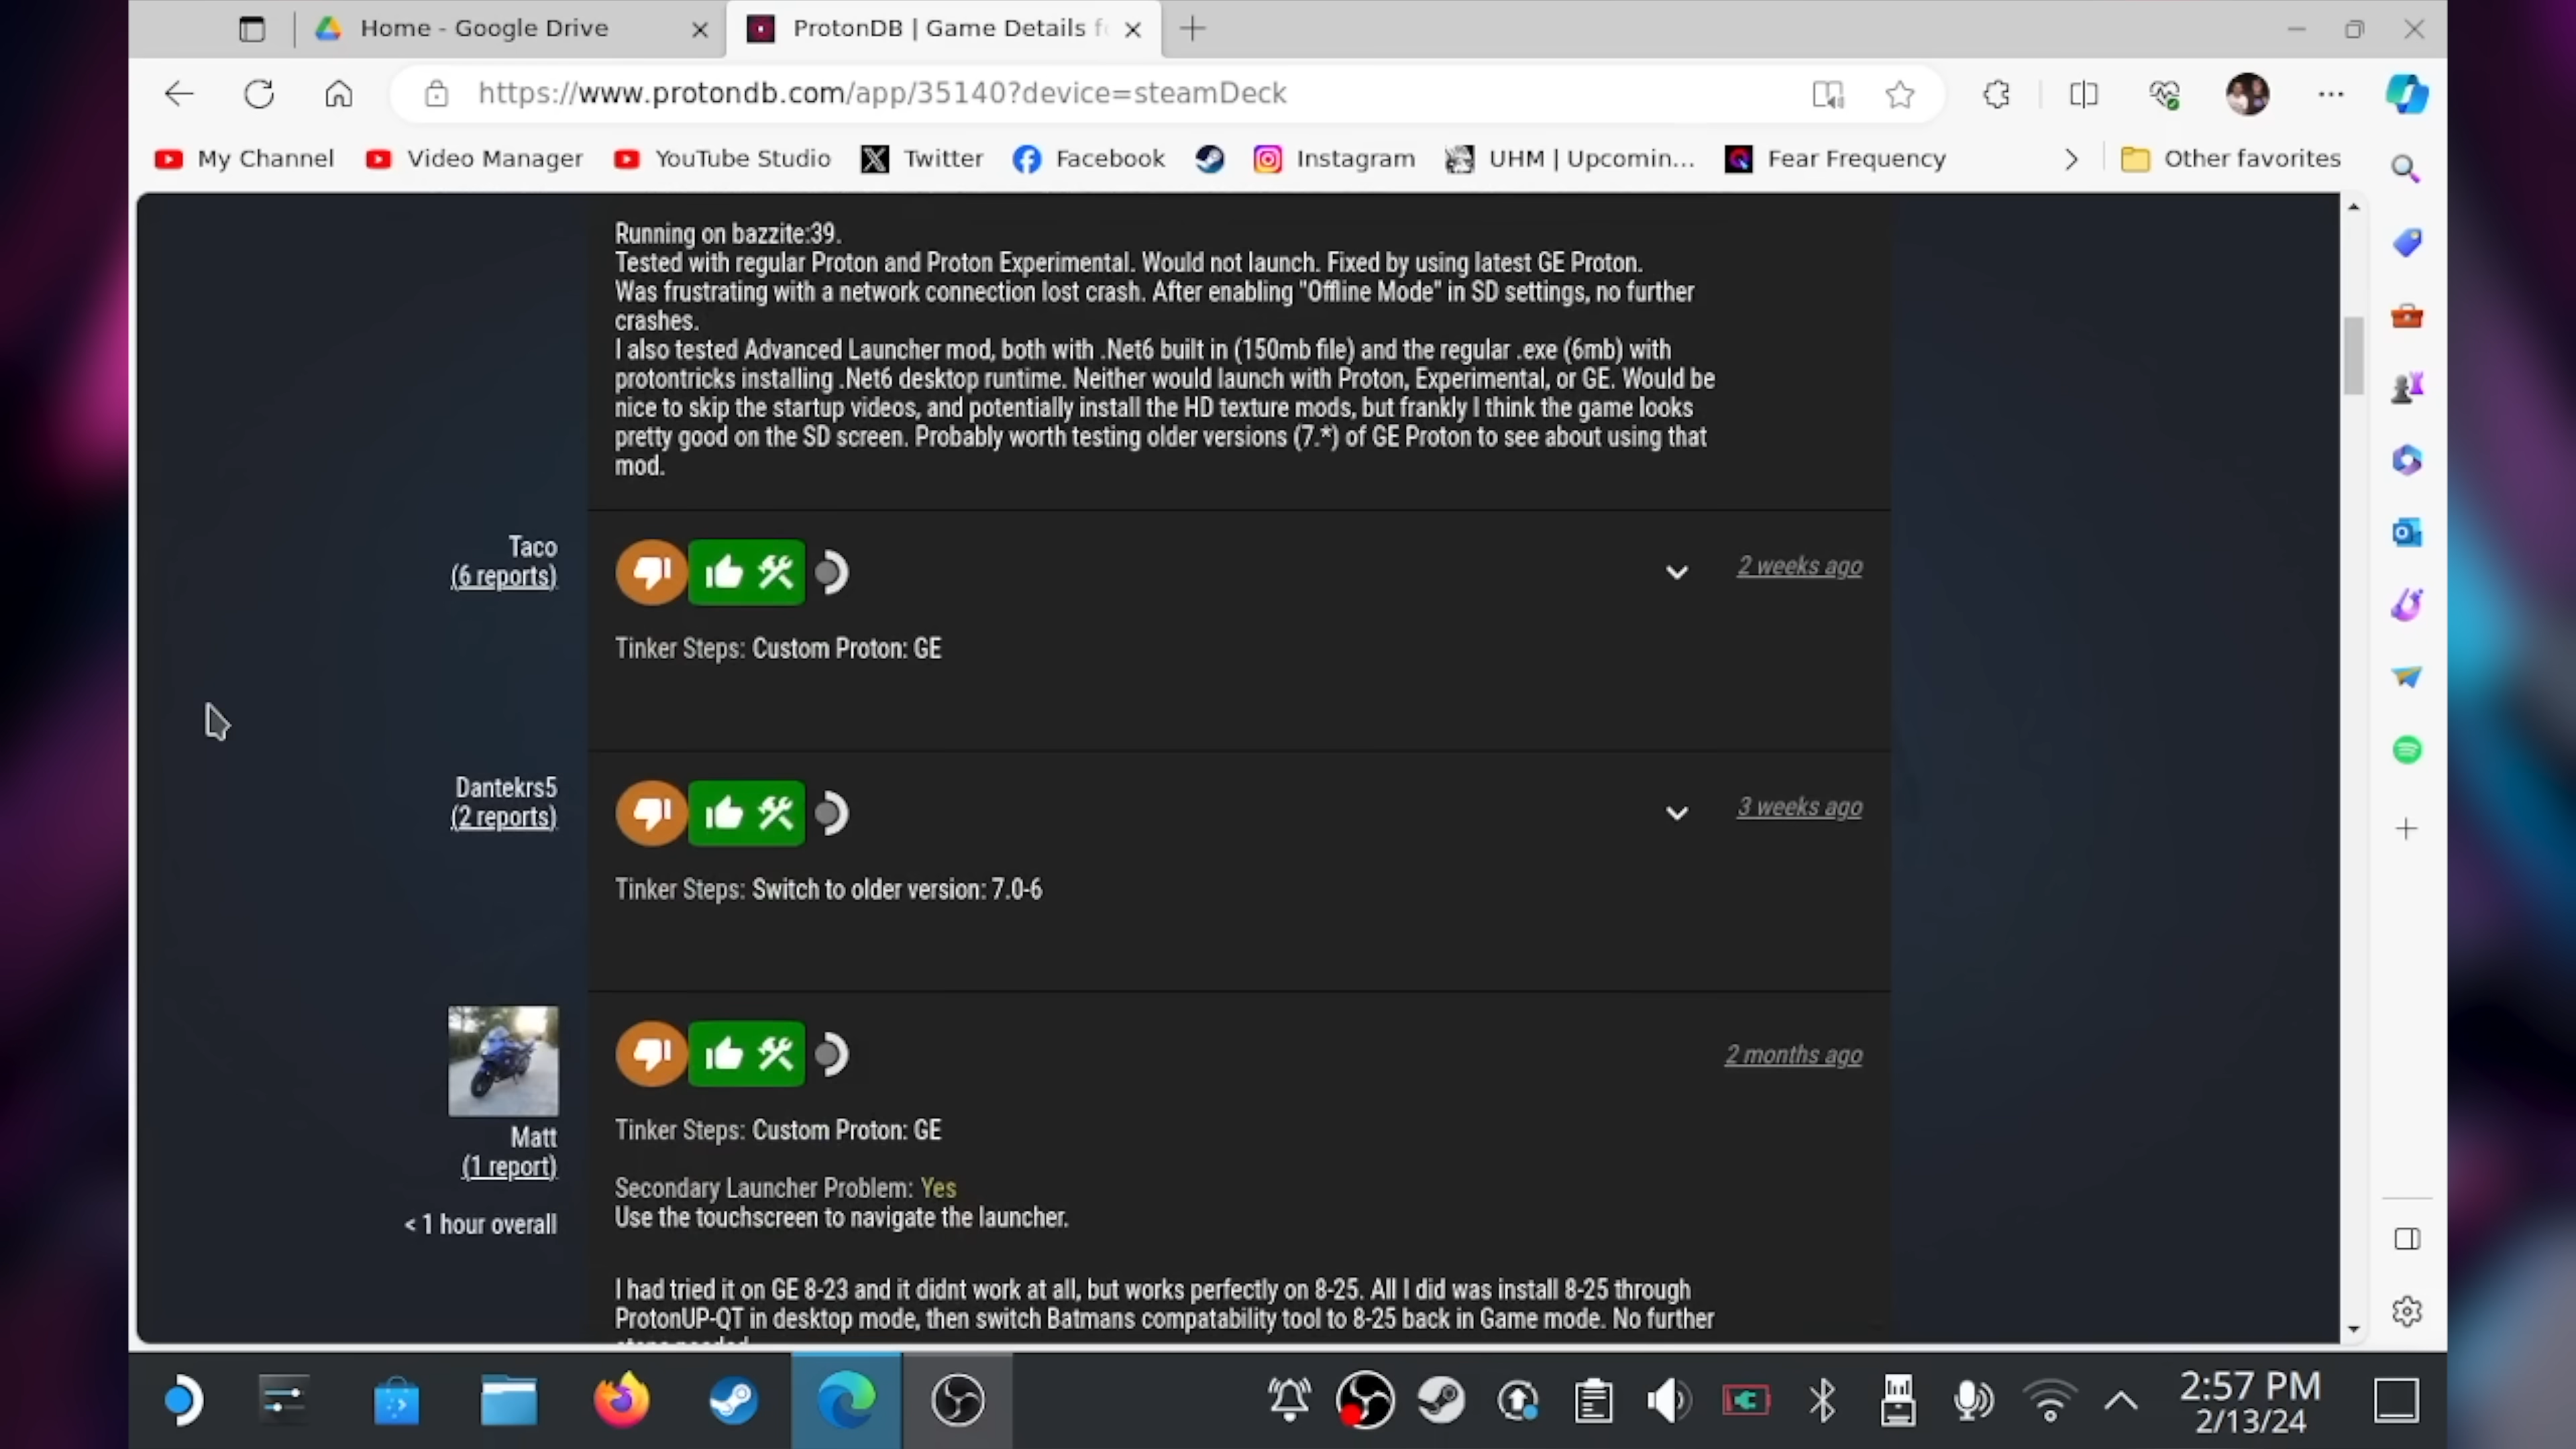 Home - Google Drive
ProtonDB | Game Details f
https://www.protondb.com/app/35140?device=steamDeck
My Channel
Video Manager
YouTube Studio
Twitter
Facebook
Instagram
UHM | Upcomin...
Fear Frequency
Other favorites
Running on bazzite:39.
Tested with regular Proton and Proton Experimental. Would not launch. Fixed by using latest GE Proton.
Was frustrating with a network connection lost crash. After enabling "Offline Mode" in SD settings, no further
crashes.
I also tested Advanced Launcher mod, both with .Net6 built in (150mb file) and the regular .exe (6mb) with
protontricks installing .Net6 desktop runtime. Neither would launch with Proton, Experimental, or GE. Would be
nice to skip the startup videos, and potentially install the HD texture mods, but frankly I think the game looks
pretty good on the SD screen. Probably worth testing older versions (7.*) of GE Proton to see about using that
mod.
Taco
(6 reports)
2 weeks ago
Tinker Steps: Custom Proton: GE
Dantekrs5
(2 reports)
3 weeks ago
Tinker Steps: Switch to older version: 7.0-6
Matt
(1 report)
< 1 hour overall
2 months ago
Tinker Steps: Custom Proton: GE
Secondary Launcher Problem: Yes
Use the touchscreen to navigate the launcher.
I had tried it on GE 8-23 and it didnt work at all, but works perfectly on 8-25. All I did was install 8-25 through
ProtonUP-QT in desktop mode, then switch Batmans compatability tool to 8-25 back in Game mode. No further
2:57 PM
2/13/24